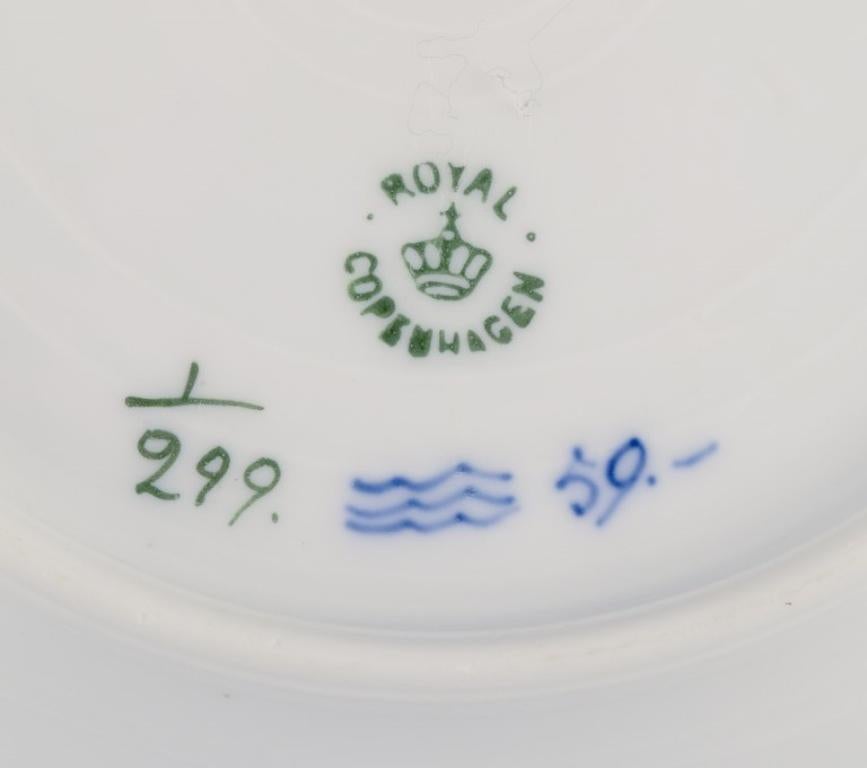 ROYAL
COPENHAGEN
1
299.
59.-